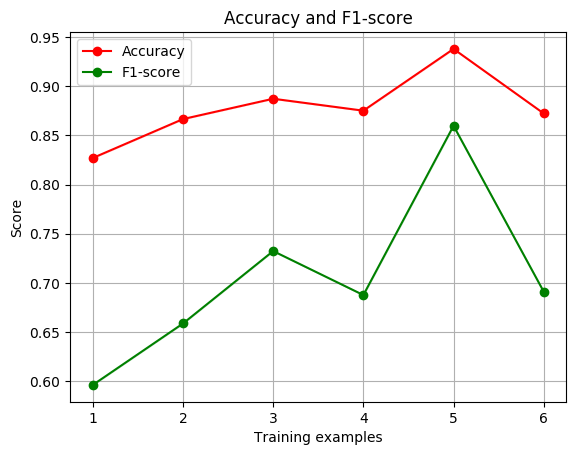 Accuracy and F1-score
Accuracy
F1-score
0.95
0.90
0.85
0.80
0.75
0.70
0.65
0.60
Score
1 2 3 4 5 6
Training examples